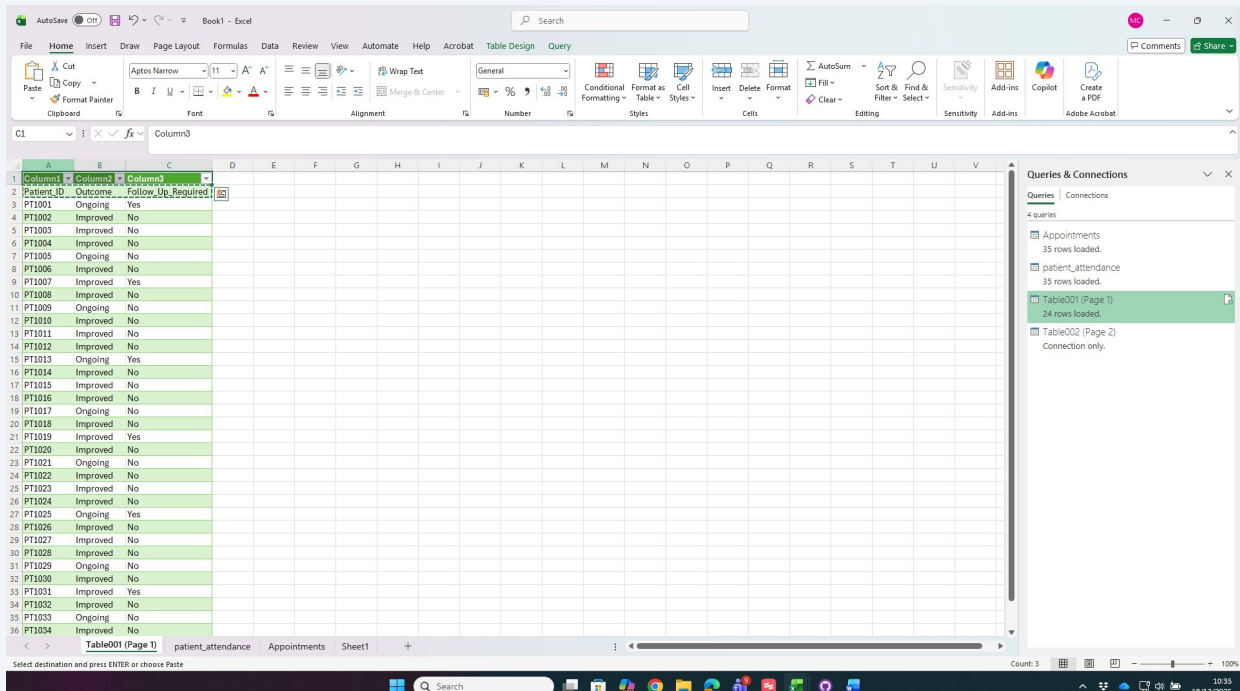 AutoSave Off Book1 - Excel Search MC
File Home Insert Draw Page Layout Formulas Data Review View Automate Help Acrobat Table Design Query Comments Share
Paste Cut Copy Format Painter Clipboard
Aptos Narrow 11 A^ A˅ B I U A Font
Wrap Text Merge & Center Alignment
General % 9 Number
Conditional Formatting Format as Table Cell Styles Styles
Insert Delete Format Cells
AutoSum Fill Clear Sort & Filter Find & Select Editing
Sensitivity Sensitivity
Add-ins Add-ins
Copilot
Create a PDF Adobe Acrobat
C1 fx Column3
A B C D E F G H I J K L M N O P Q R S T U V
1 Column1 Column2 Column3
2 Patient_ID Outcome Follow_Up_Required
3 PT1001 Ongoing Yes
4 PT1002 Improved No
5 PT1003 Improved No
6 PT1004 Improved No
7 PT1005 Ongoing No
8 PT1006 Improved No
9 PT1007 Improved Yes
10 PT1008 Improved No
11 PT1009 Ongoing No
12 PT1010 Improved No
13 PT1011 Improved No
14 PT1012 Improved No
15 PT1013 Ongoing Yes
16 PT1014 Improved No
17 PT1015 Improved No
18 PT1016 Improved No
19 PT1017 Ongoing No
20 PT1018 Improved No
21 PT1019 Improved Yes
22 PT1020 Improved No
23 PT1021 Ongoing No
24 PT1022 Improved No
25 PT1023 Improved No
26 PT1024 Improved No
27 PT1025 Ongoing Yes
28 PT1026 Improved No
29 PT1027 Improved No
30 PT1028 Improved No
31 PT1029 Ongoing No
32 PT1030 Improved No
33 PT1031 Improved Yes
34 PT1032 Improved No
35 PT1033 Ongoing No
36 PT1034 Improved No
Queries & Connections
Queries Connections
4 queries
Appointments
35 rows loaded.
patient_attendance
35 rows loaded.
Table001 (Page 1)
24 rows loaded.
Table002 (Page 2)
Connection only.
Table001 (Page 1) patient_attendance Appointments Sheet1 +
Select destination and press ENTER or choose Paste Count: 3 100%
Search 9 10:35